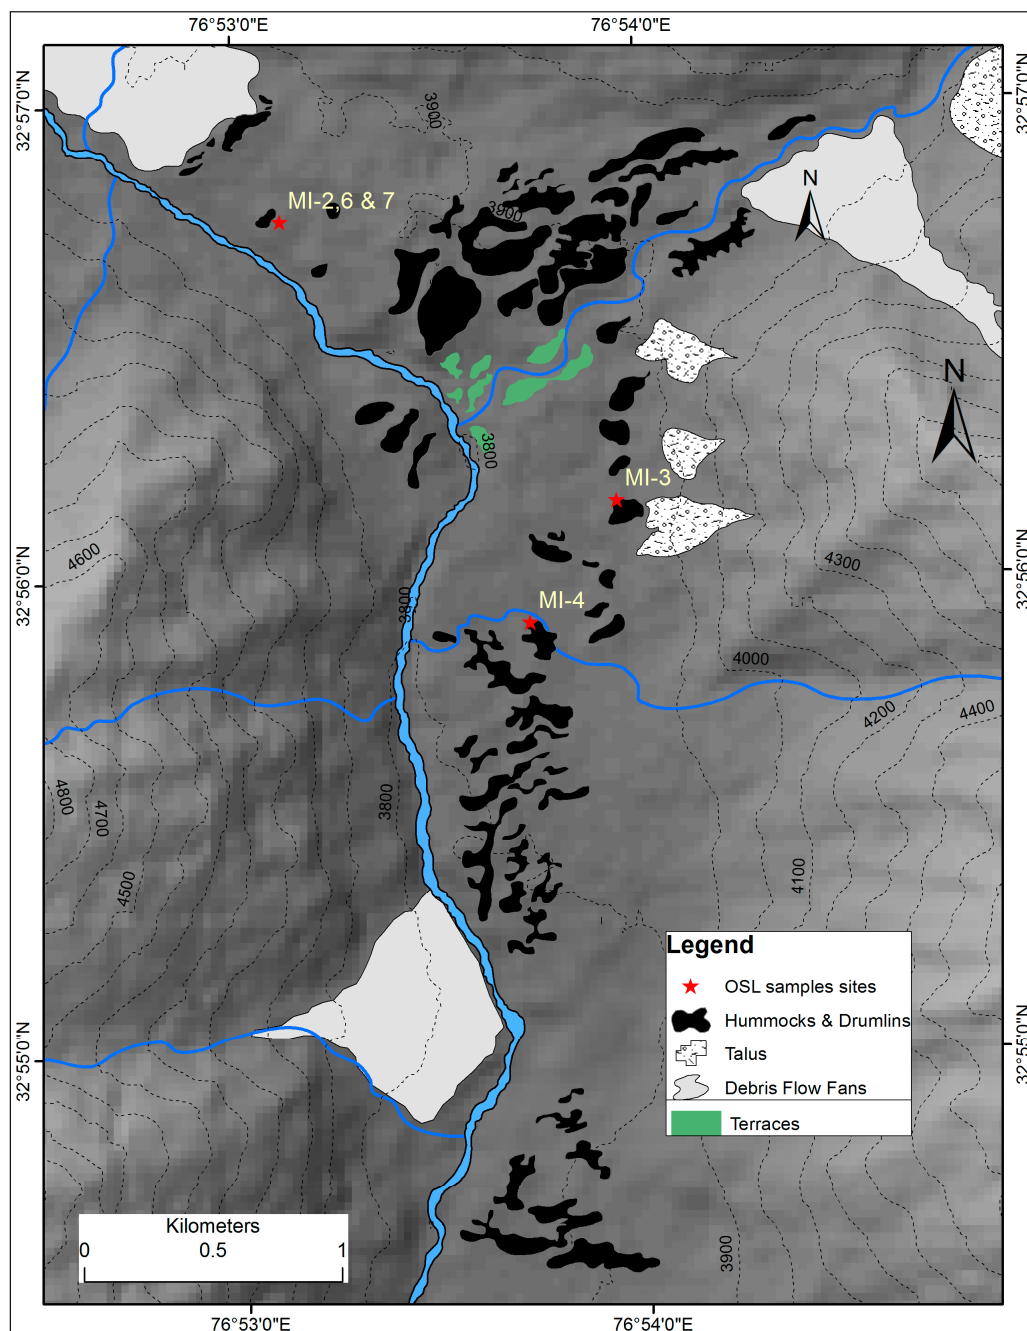 76°53'0"E
76°54'0"E
32°57'0"N
32°57'0"N
3900
MI-2,6 & 7
3900
N
N
3800
MI-3
4600
4300
32°56'0"N
32°56'0"N
3800
MI-4
4000
4200
4400
4800
4700
3800
4500
4100
Legend
OSL samples sites
Hummocks & Drumlins
Talus
Debris Flow Fans
Terraces
32°55'0"N
32°55'0"N
Kilometers
0 0.5 1
3900
76°53'0"E
76°54'0"E